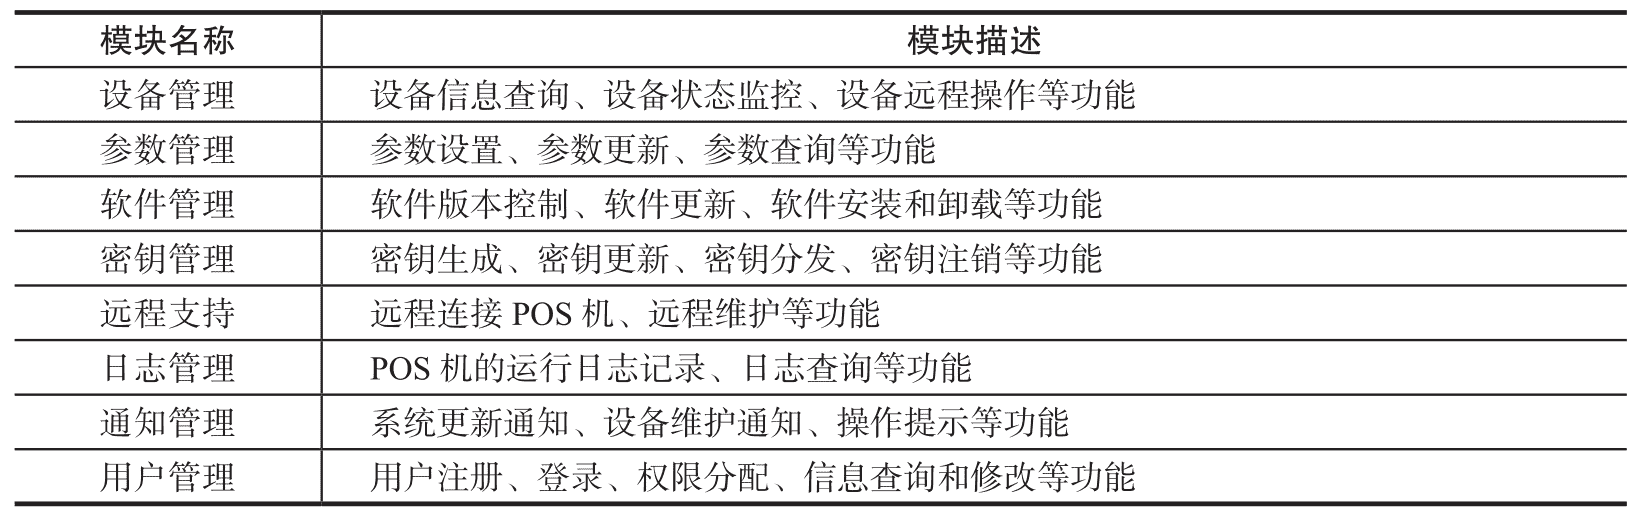 模块名称 模块描述
设备管理 设备信息查询、设备状态监控、设备远程操作等功能
参数管理 参数设置、参数更新、参数查询等功能
软件管理 软件版本控制、软件更新、软件安装和卸载等功能
密钥管理 密钥生成、密钥更新、密钥分发、密钥注销等功能
远程支持 远程连接 POS 机、远程维护等功能
日志管理 POS 机的运行日志记录、日志查询等功能
通知管理 系统更新通知、设备维护通知、操作提示等功能
用户管理 用户注册、登录、权限分配、信息查询和修改等功能